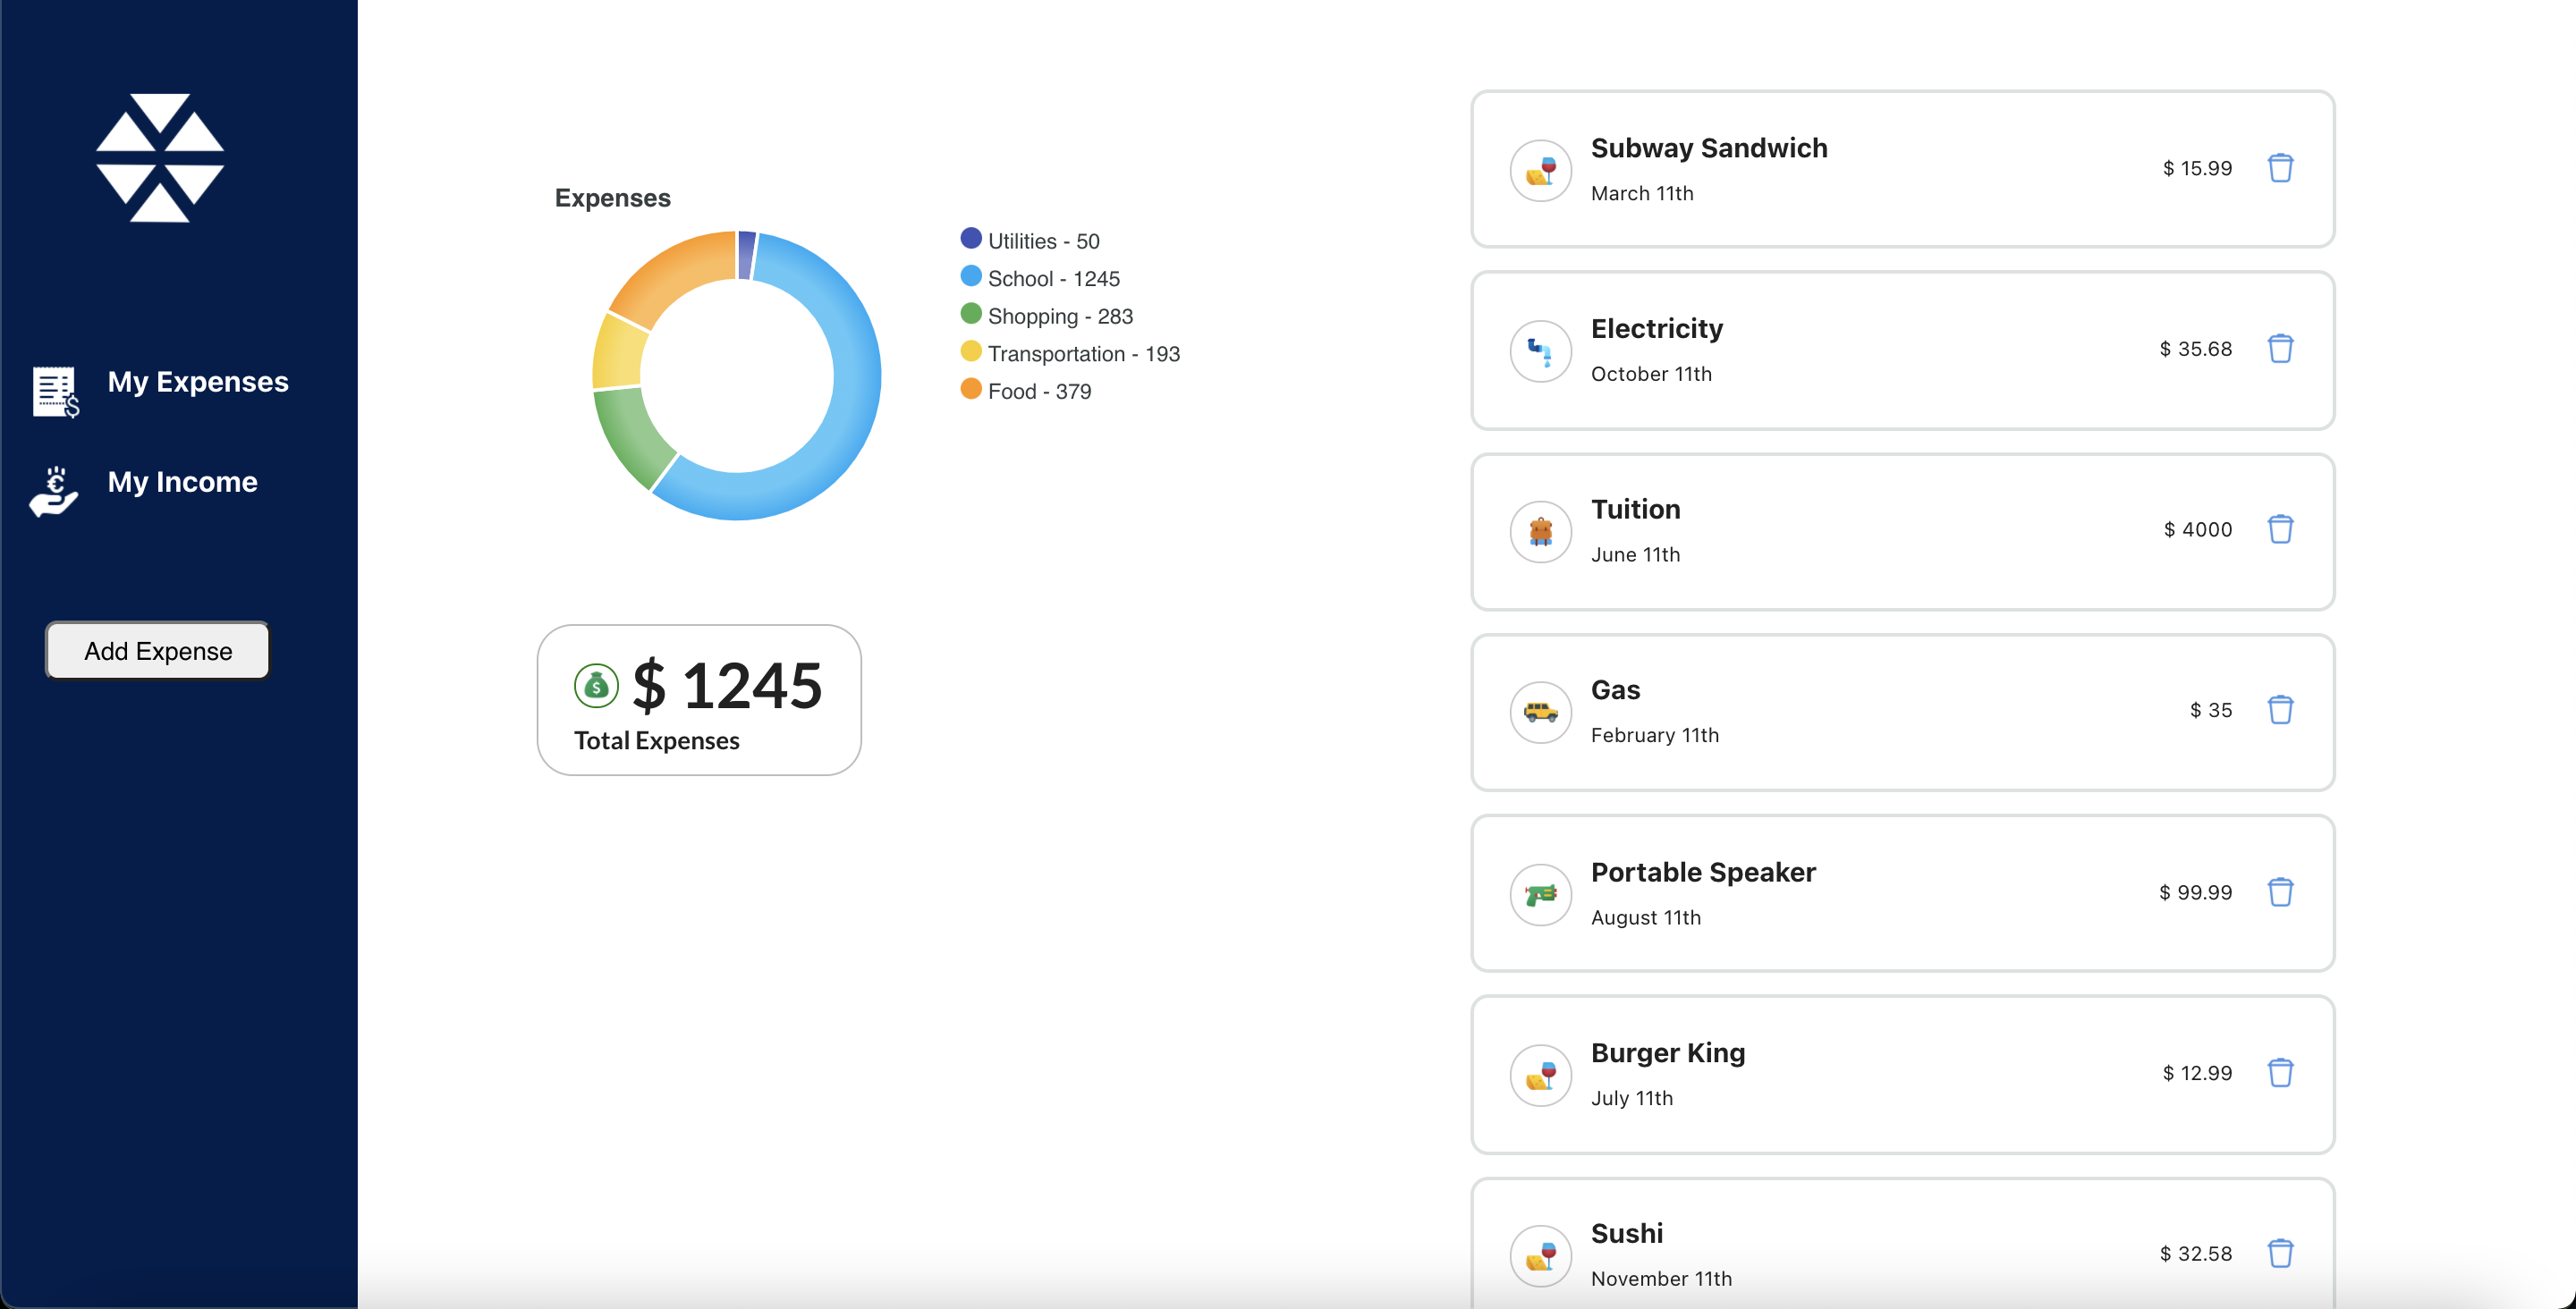 My Expenses
My Income
Add Expense
Expenses
Utilities - 50
School - 1245
Shopping - 283
Transportation - 193
Food - 379
$ 1245
Total Expenses
Subway Sandwich
March 11th
$ 15.99
Electricity
October 11th
$ 35.68
Tuition
June 11th
$ 4000
Gas
February 11th
$ 35
Portable Speaker
August 11th
$ 99.99
Burger King
July 11th
$ 12.99
Sushi
November 11th
$ 32.58